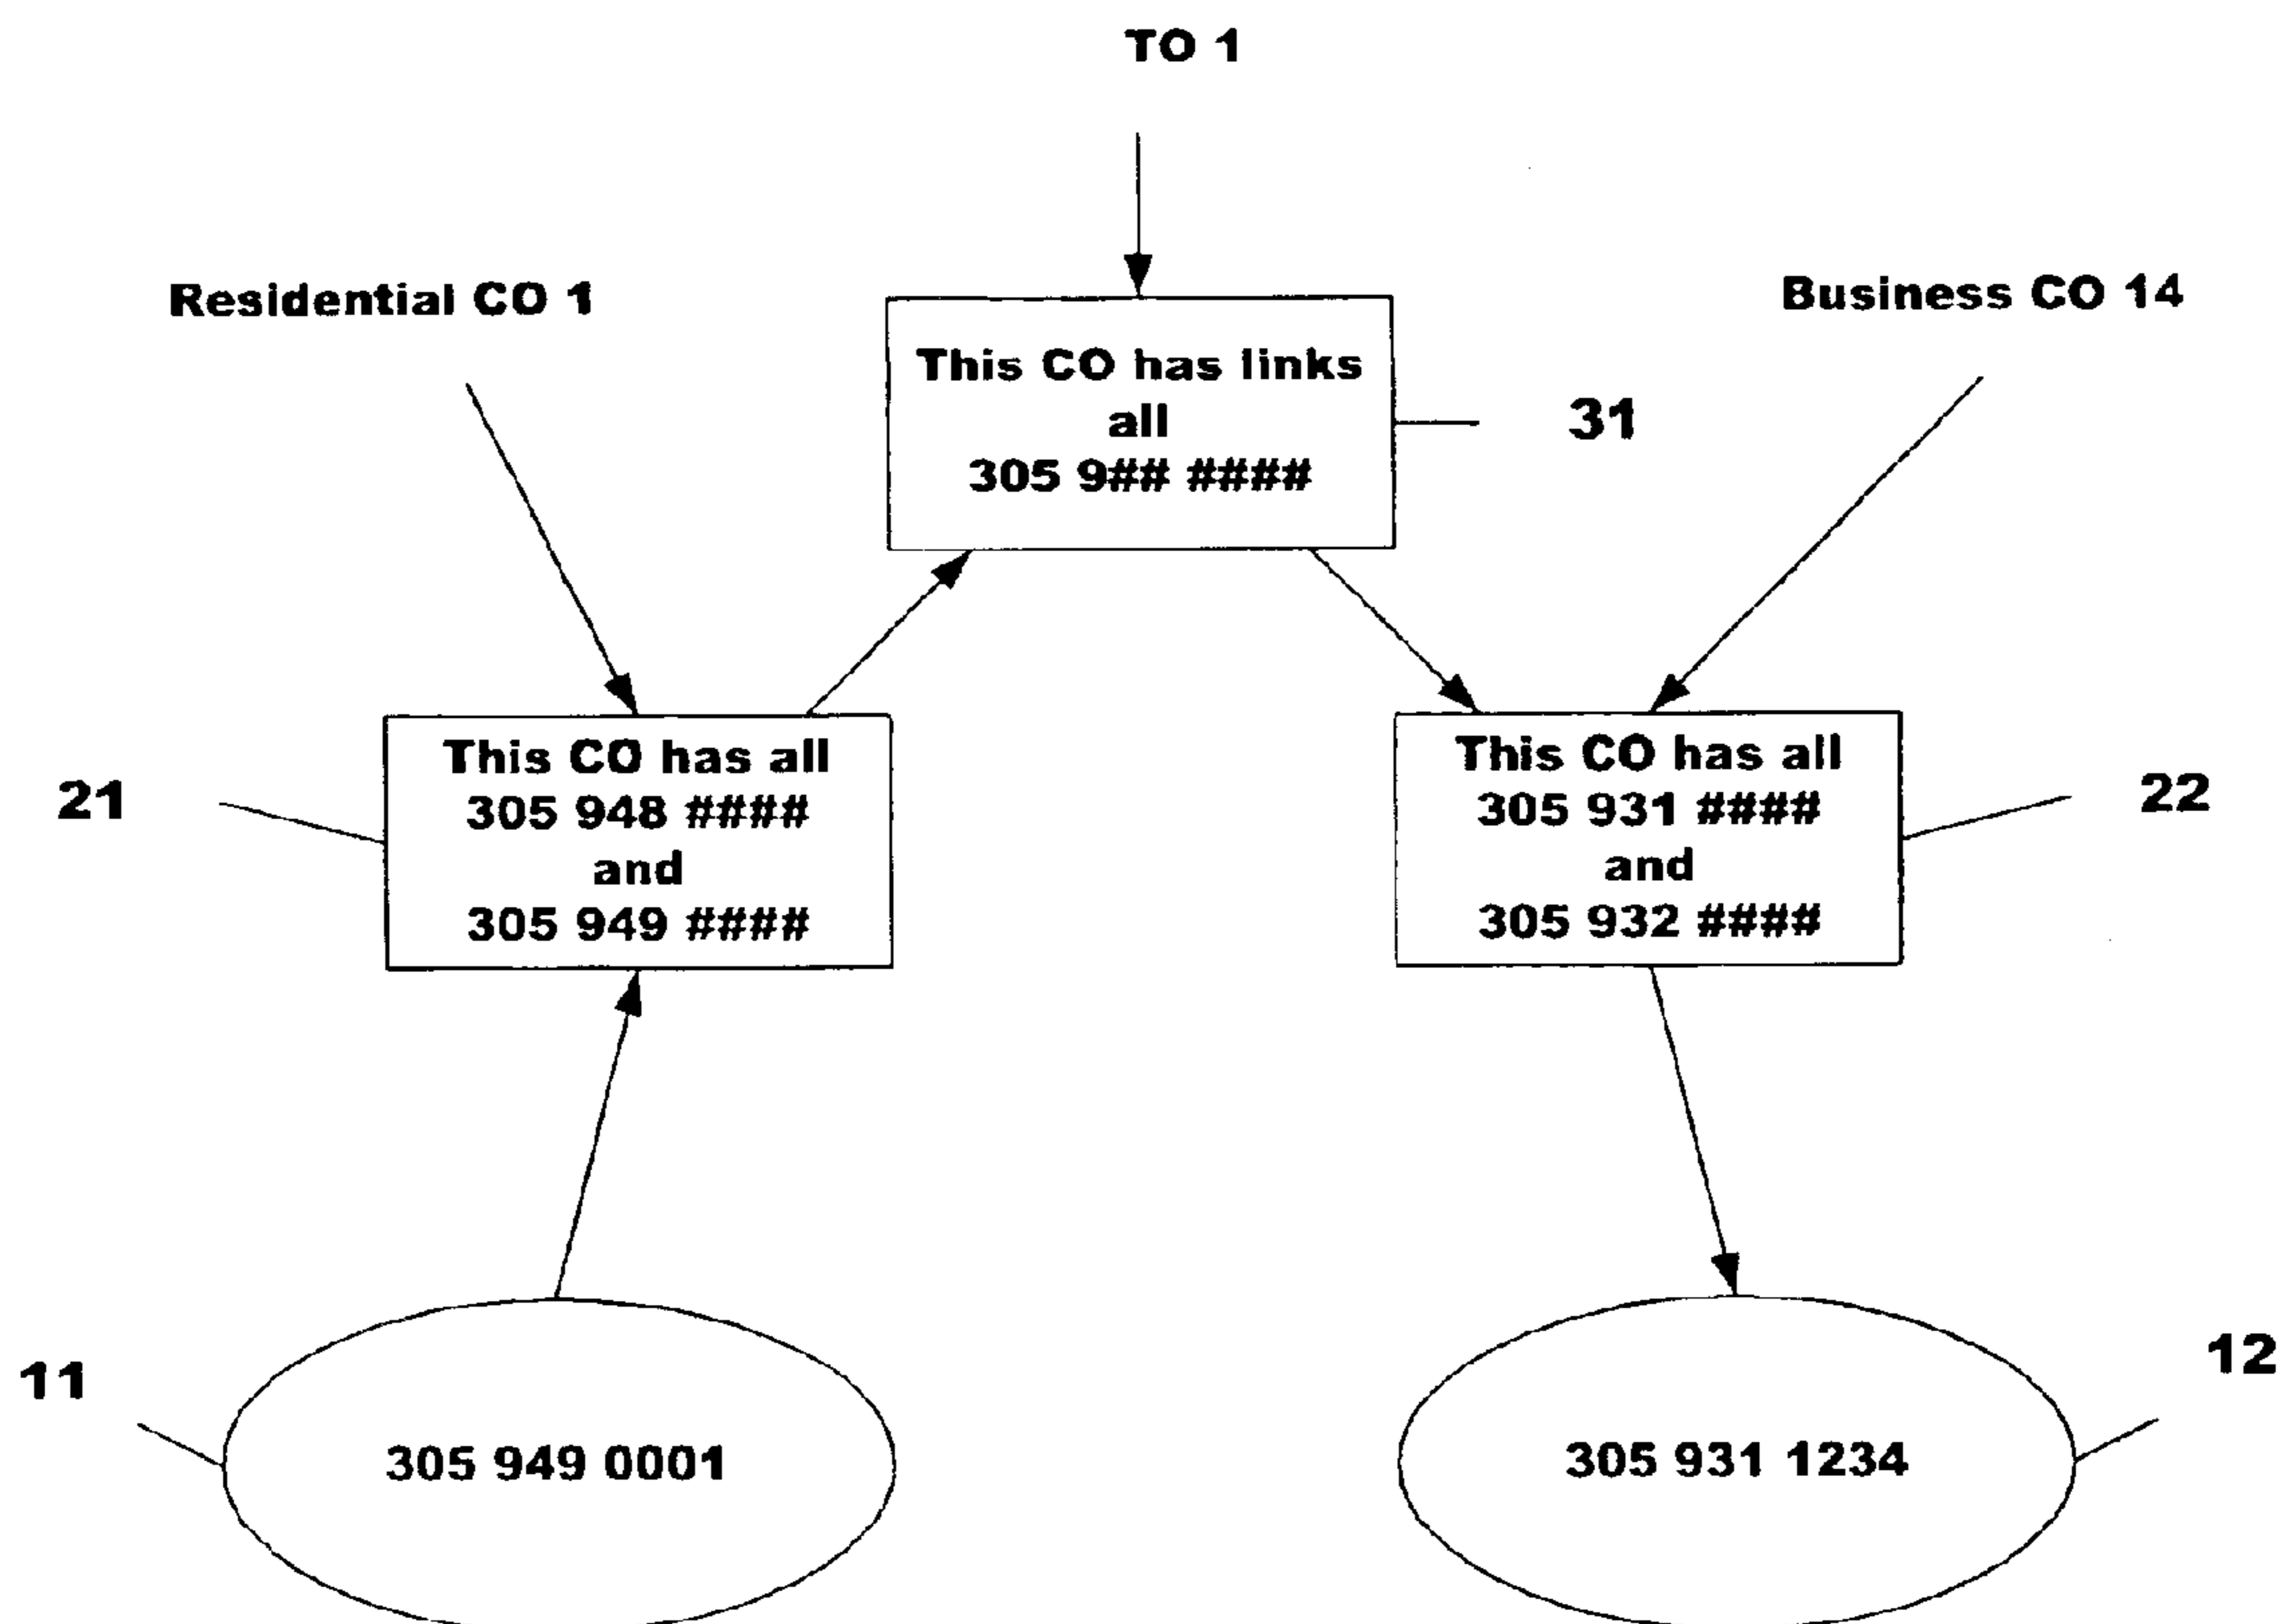 TO 1
Residential CO 1
Business CO 14
This CO has links
all
305 9## ####
31
This CO has all
305 948 ####
and
305 949 ####
21
This CO has all
305 931 ####
and
305 932 ####
22
11
305 949 0001
12
305 931 1234